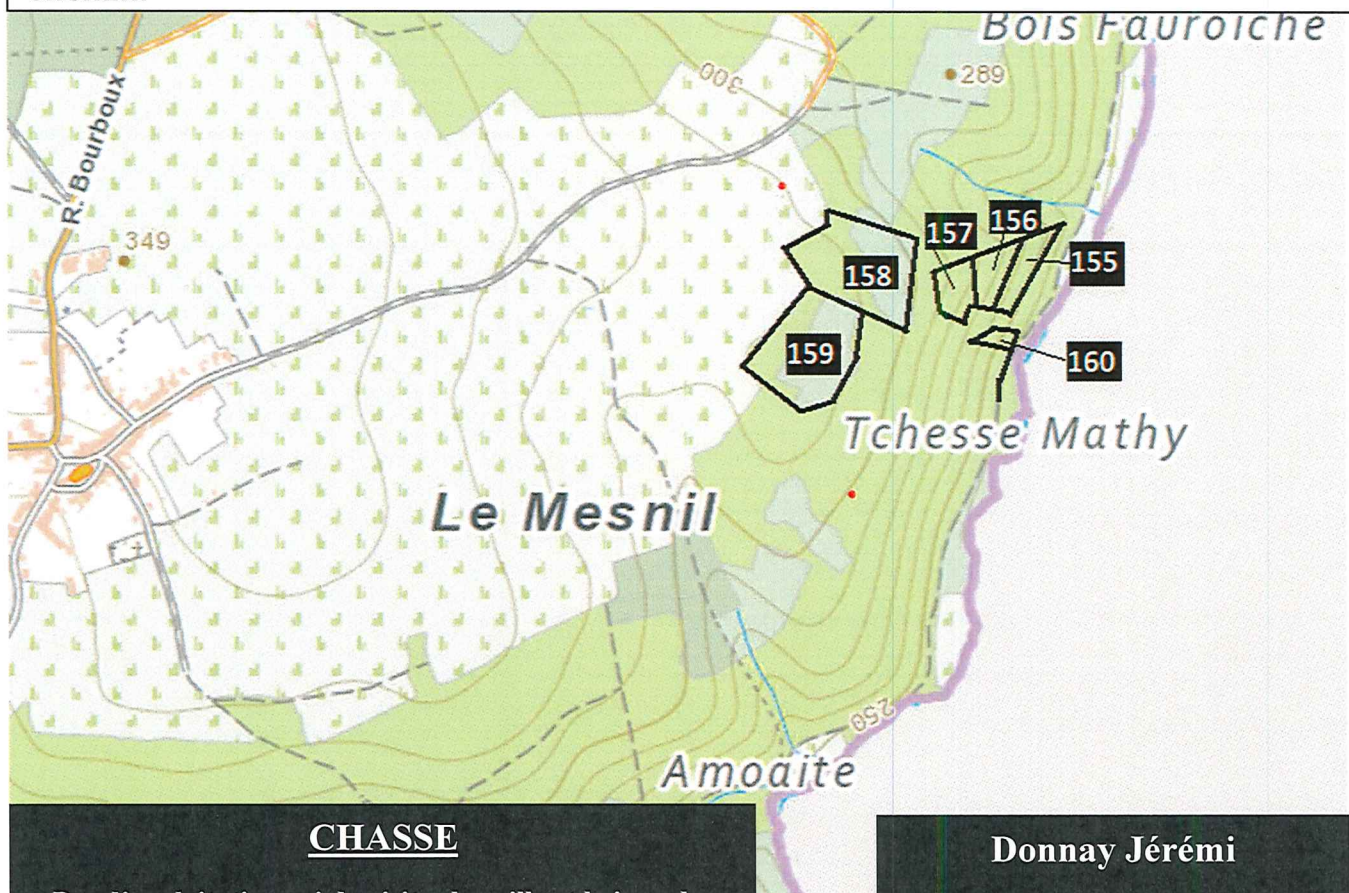 Bois Fauroiche
289
300
R. Bourboux
349
157
156
155
158
159
160
Tchesse Mathy
Le Mesnil
250
Amoaite
CHASSE
Donnay Jérémi